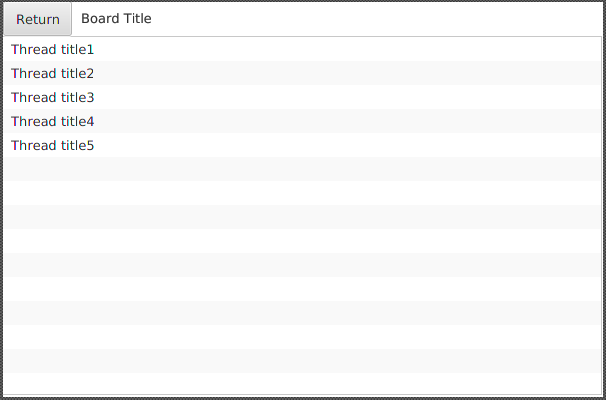 Return Board Title
Thread title1
Thread title2
Thread title3
Thread title4
Thread title5